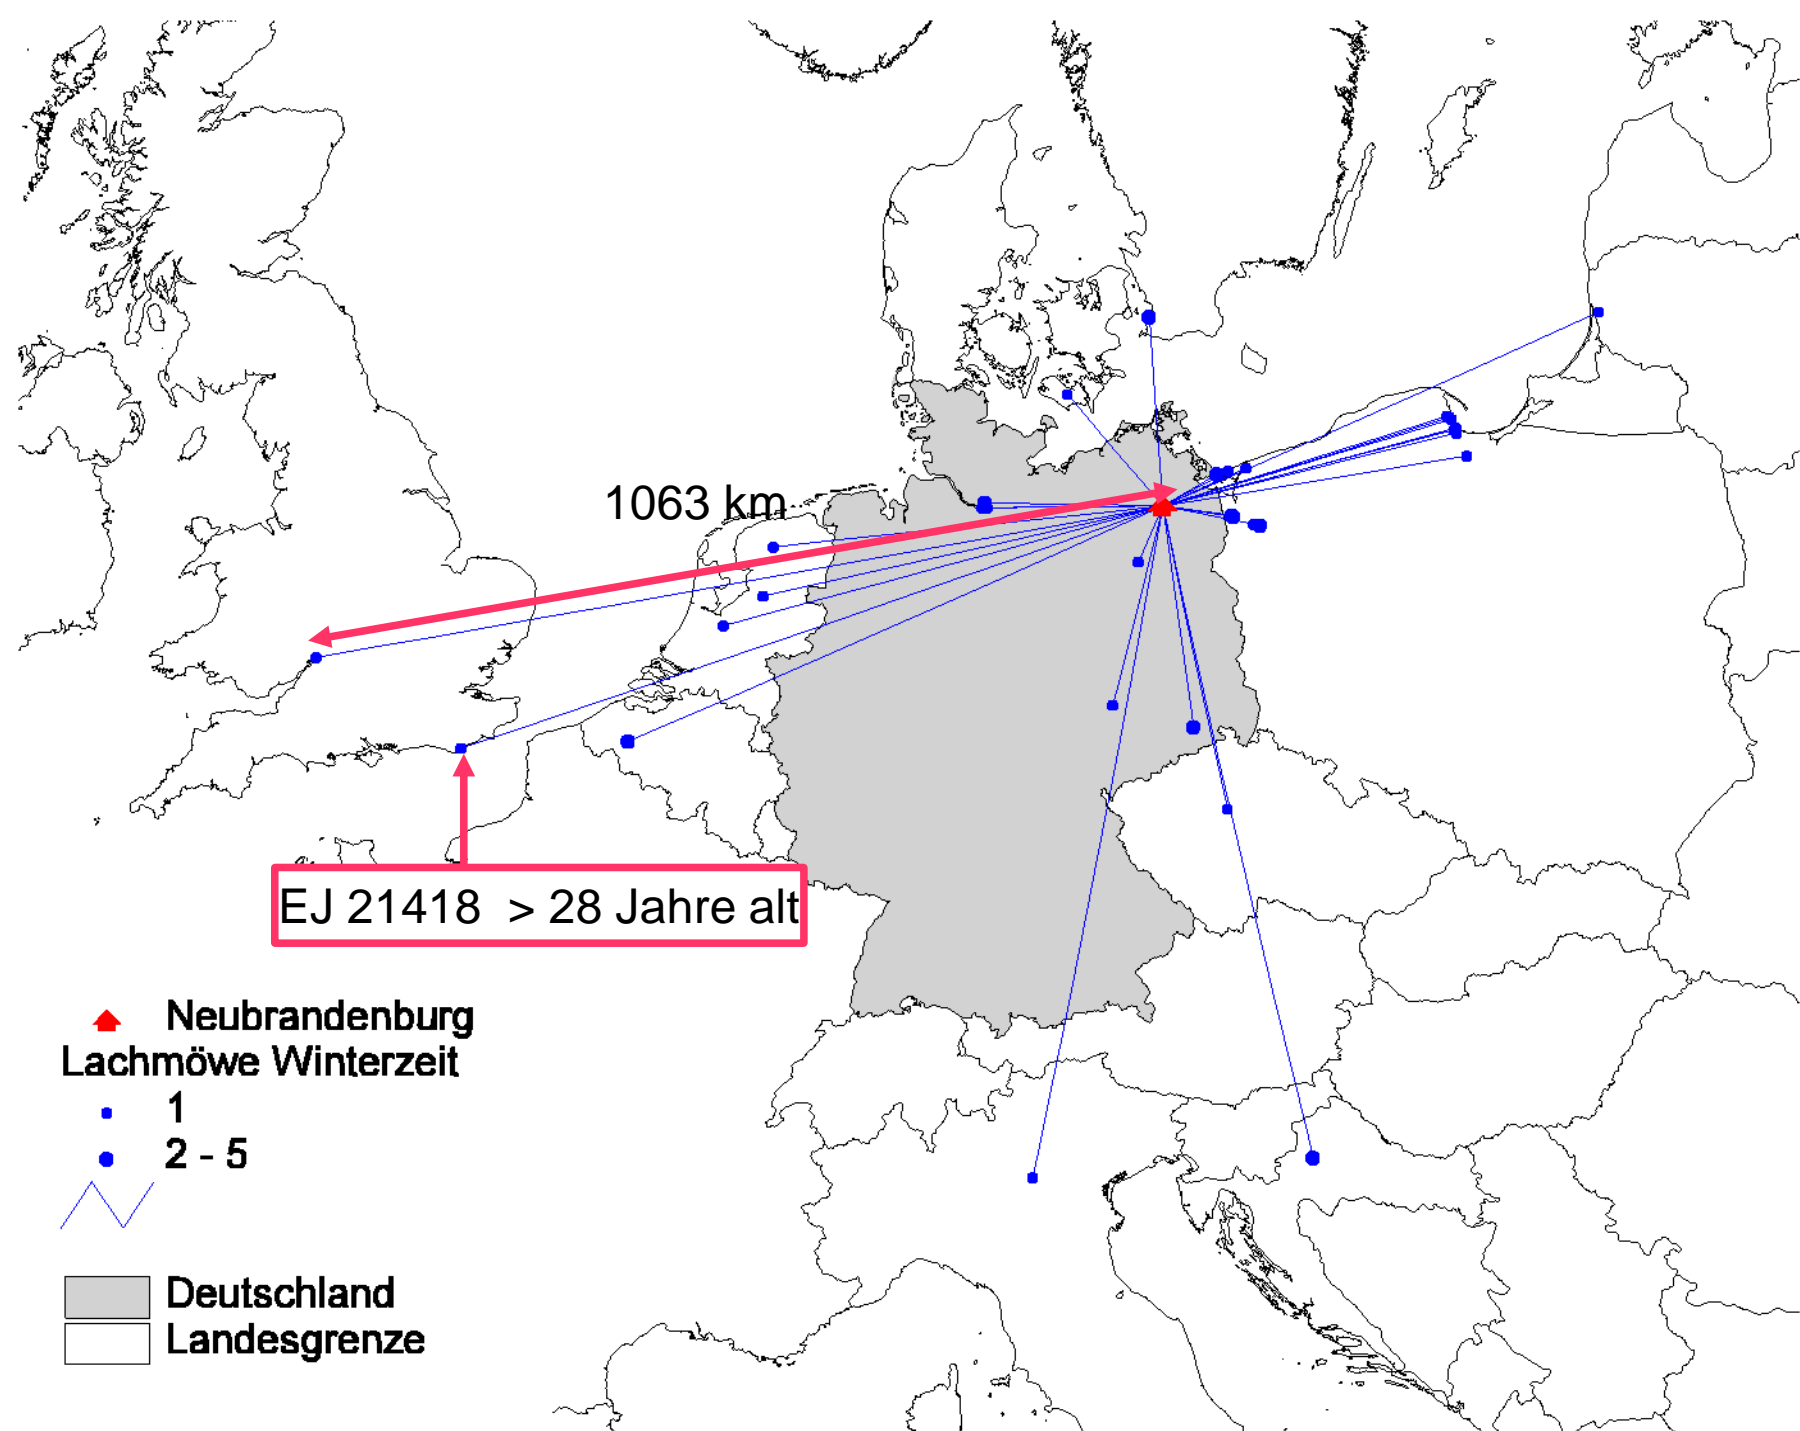 1063 km
EJ 21418 > 28 Jahre alt
Neubrandenburg
Lachmöwe Winterzeit
1
2 - 5
Deutschland
Landesgrenze